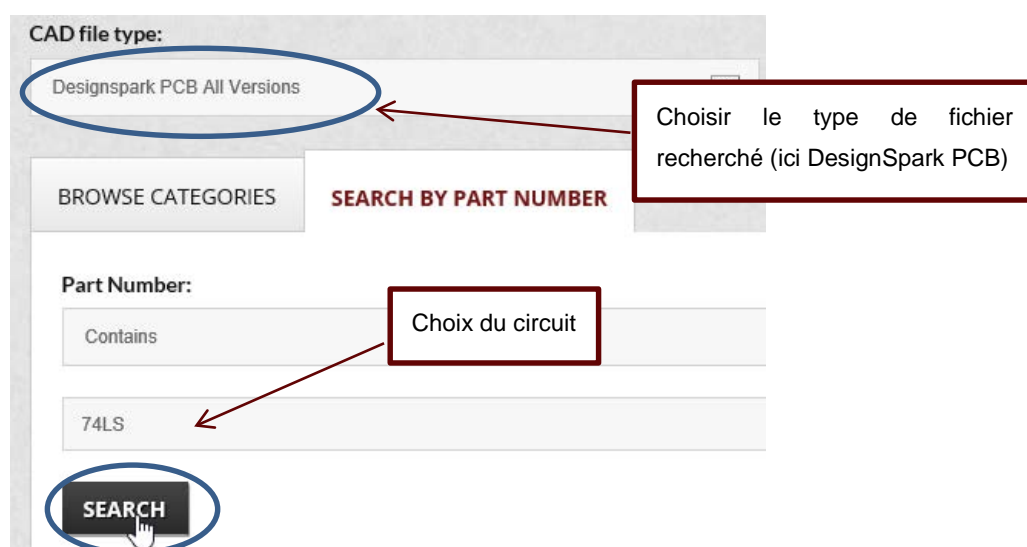 CAD file type:
Designspark PCB All Versions
Choisir le type de fichier
recherché (ici DesignSpark PCB)
BROWSE CATEGORIES
SEARCH BY PART NUMBER
Part Number:
Choix du circuit
Contains
74LS
SEARCH